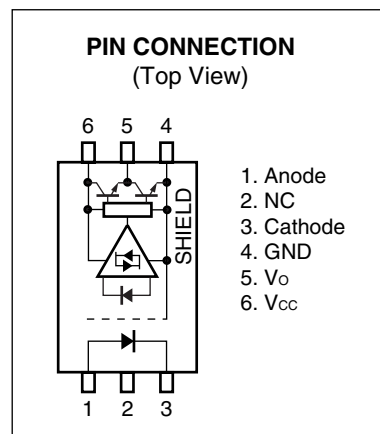 PIN CONNECTION
(Top View)
6 5 4
SHIELD
1 2 3
1. Anode
2. NC
3. Cathode
4. GND
5. Vo
6. Vcc